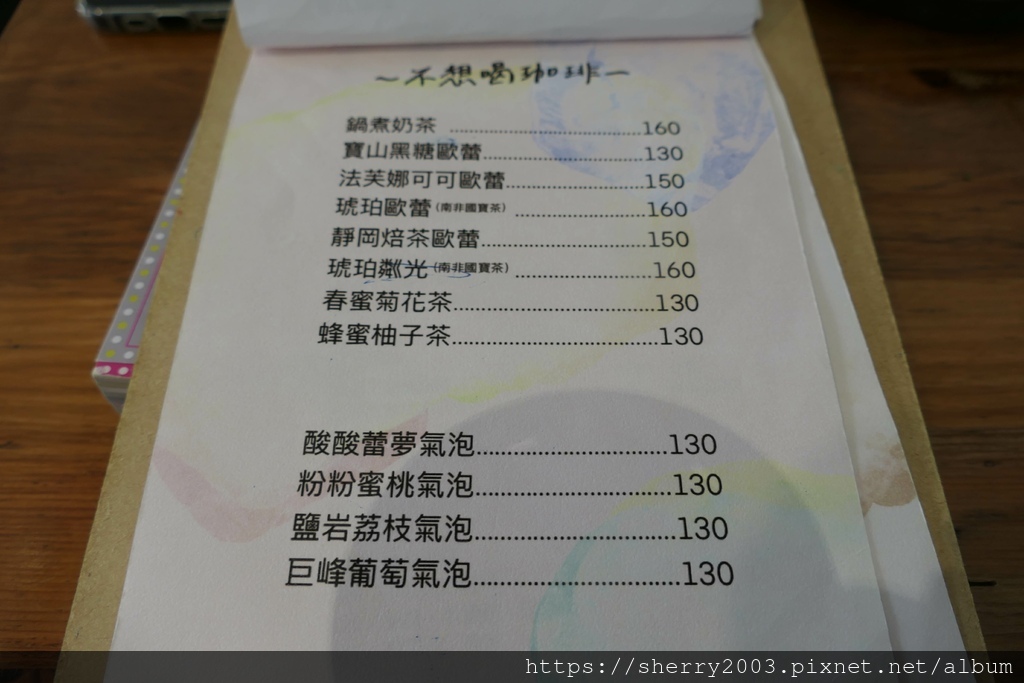 ~不想喝珈琲~
鍋煮奶茶 ............................160
寶山黑糖歐蕾.......................130
法芙娜可可歐蕾....................150
琥珀歐蕾(南非國寶茶) ...................160
靜岡焙茶歐蕾.......................150
琥珀粼光(南非國寶茶) ...................160
春蜜菊花茶............................130
蜂蜜柚子茶............................130
酸酸蕾夢氣泡..........................130
粉粉蜜桃氣泡..........................130
鹽岩荔枝氣泡..........................130
巨峰葡萄氣泡..........................130
https://sherry2003.pixnet.net/album